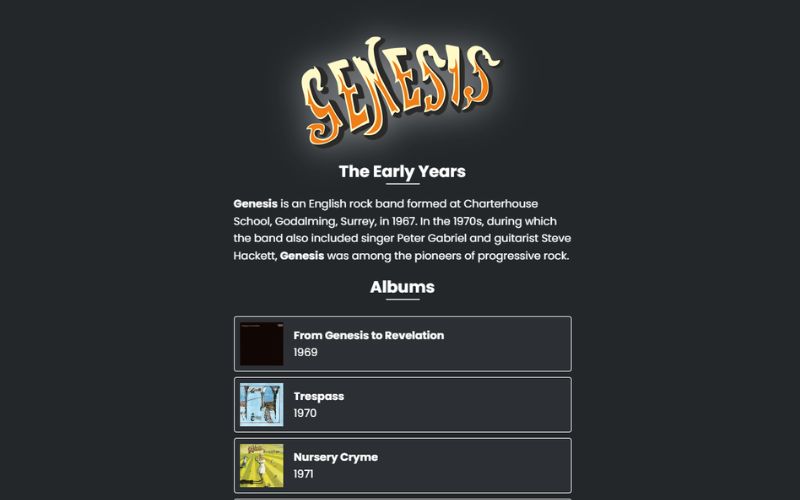 GENESIS
The Early Years
Genesis is an English rock band formed at Charterhouse
School, Godalming, Surrey, in 1967. In the 1970s, during which
the band also included singer Peter Gabriel and guitarist Steve
Hackett, Genesis was among the pioneers of progressive rock.
Albums
From Genesis to Revelation
1969
Trespass
1970
Nursery Cryme
1971